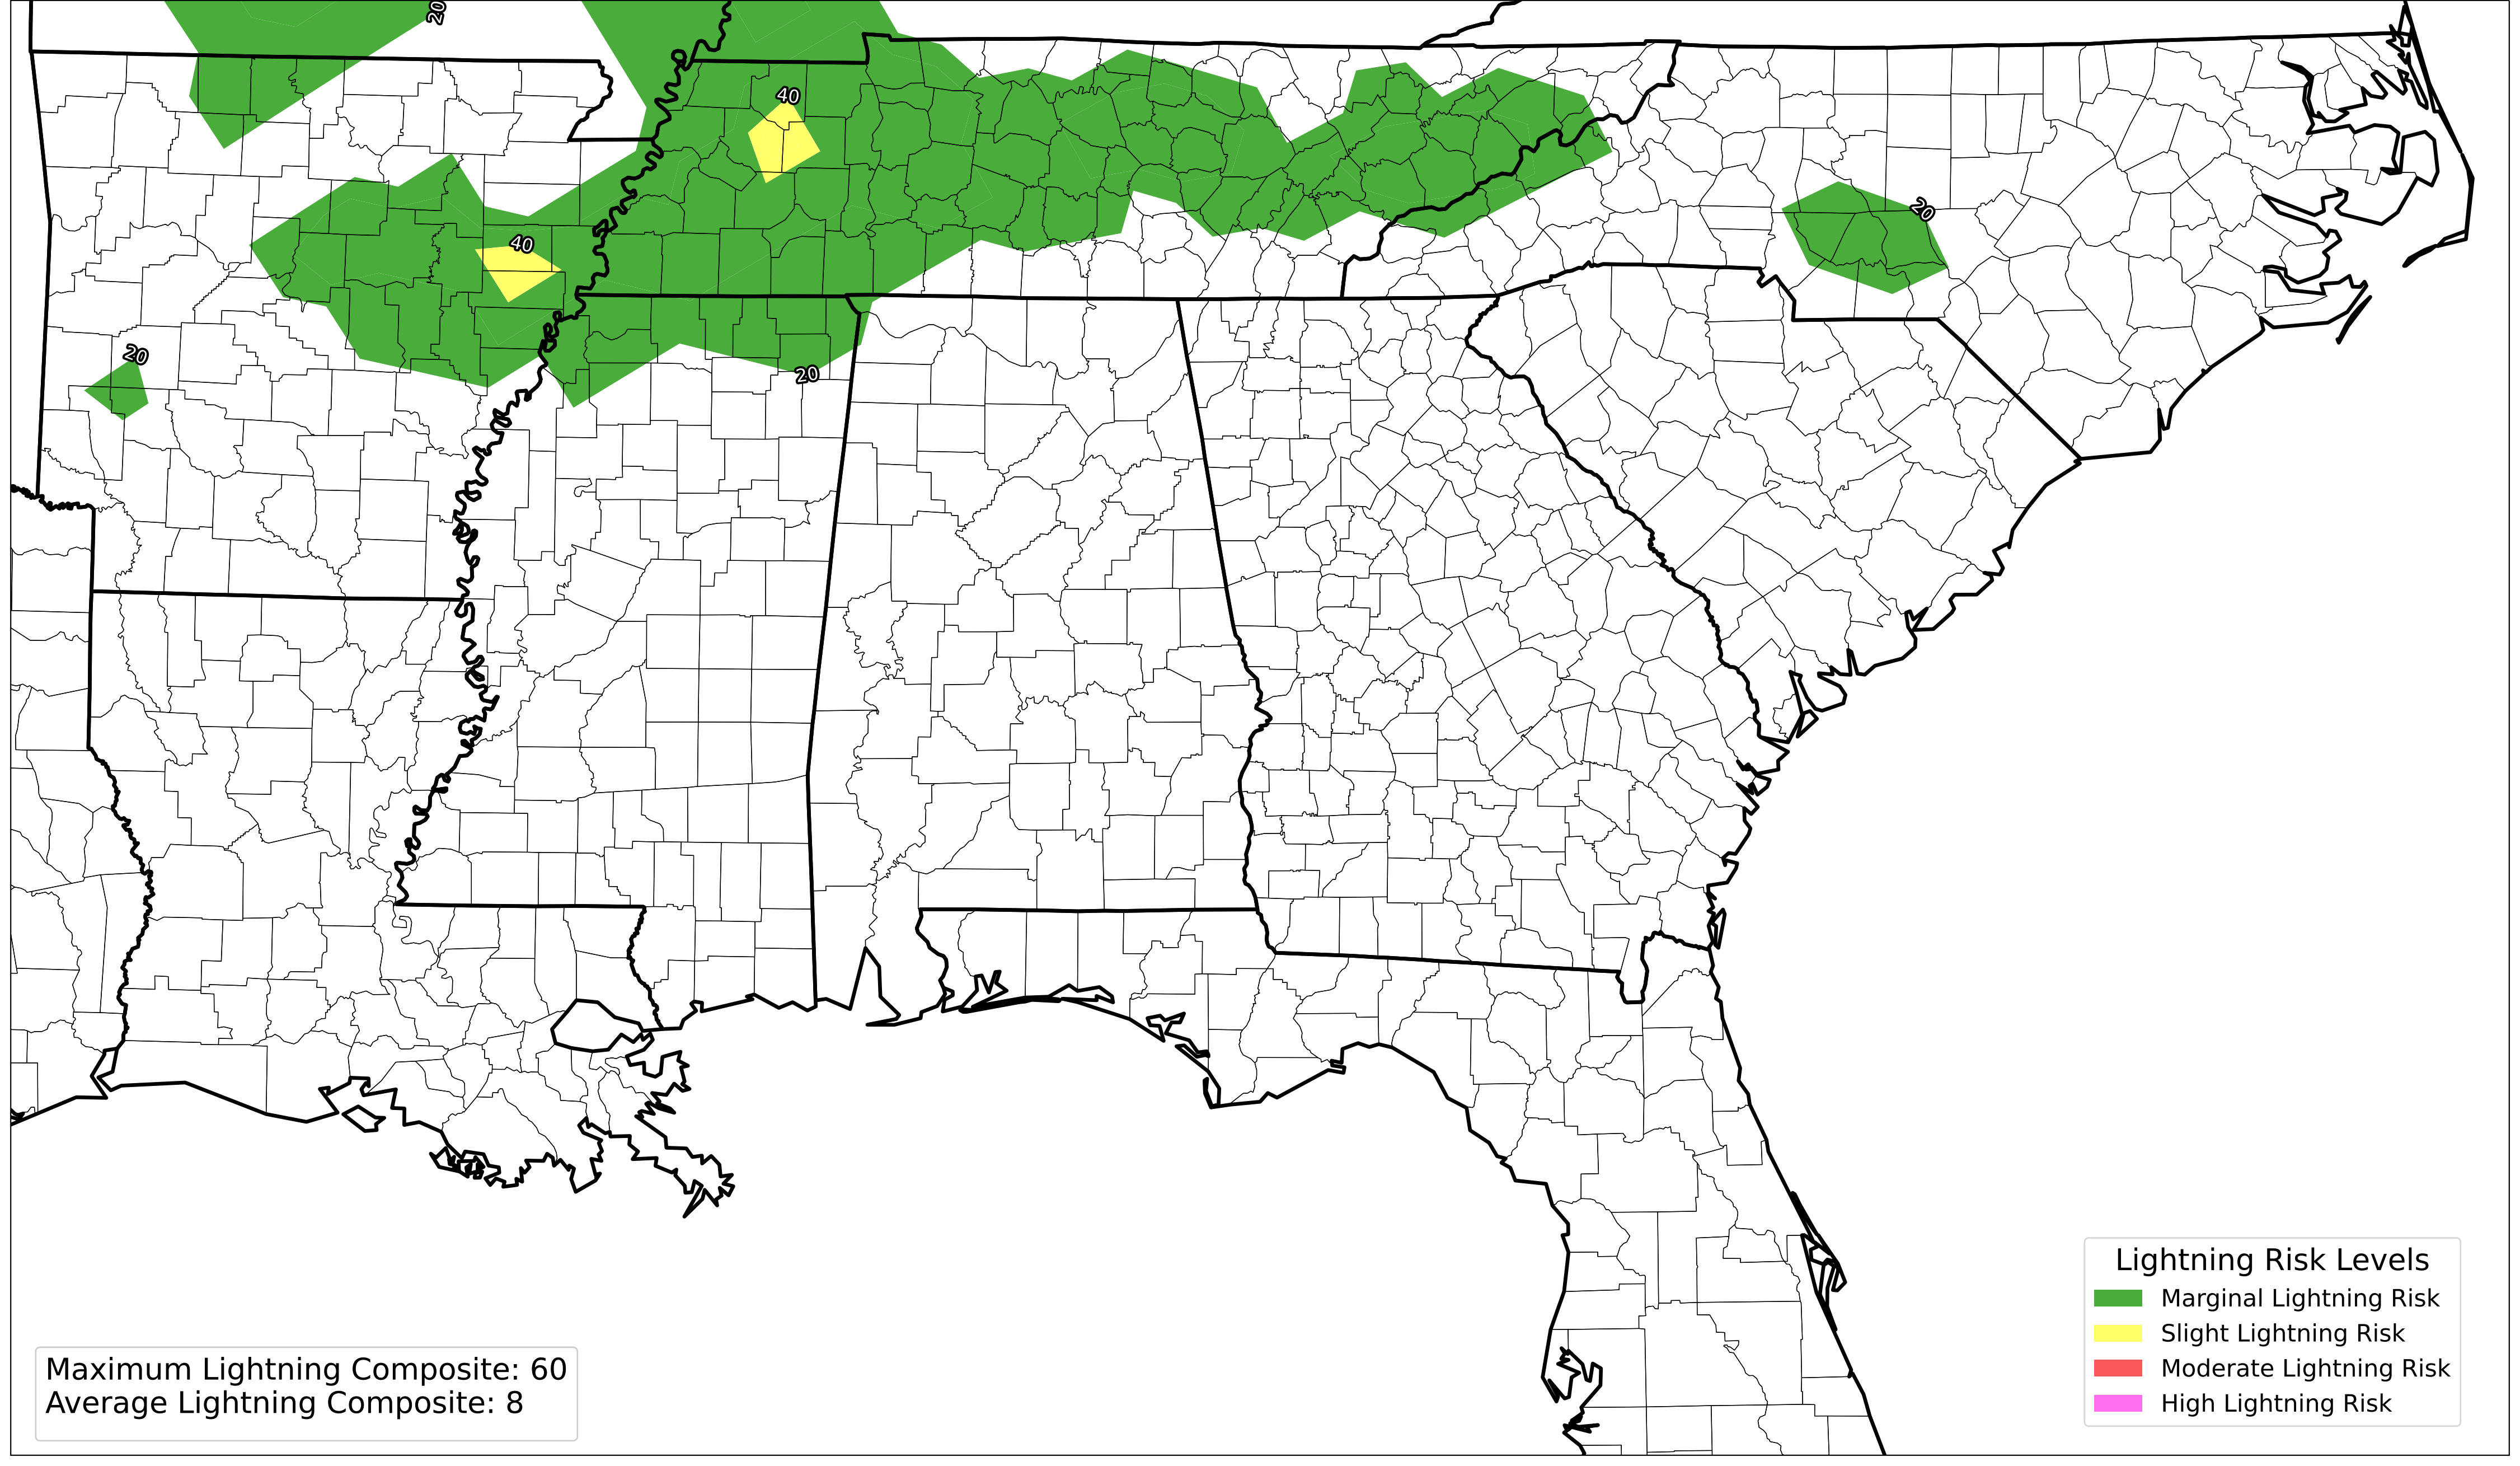 20
40
20
40
20
20
Lightning Risk Levels
Marginal Lightning Risk
Slight Lightning Risk
Moderate Lightning Risk
High Lightning Risk
Maximum Lightning Composite: 60
Average Lightning Composite: 8